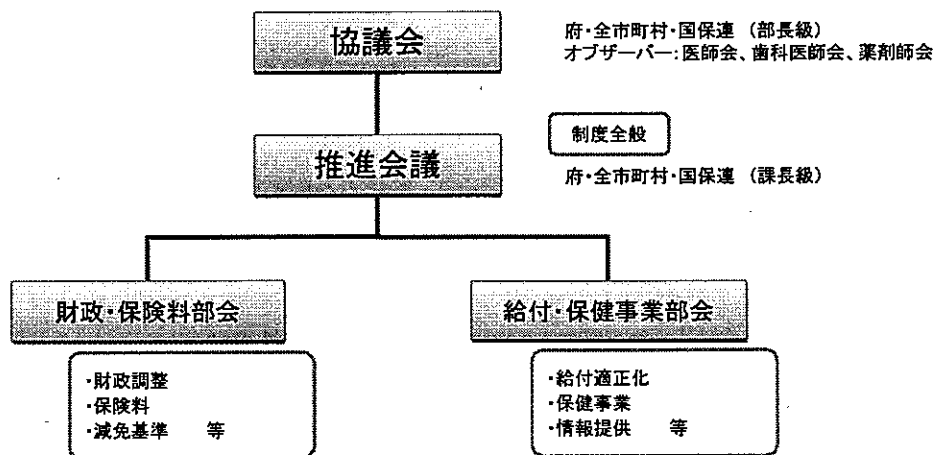 協議会
府・全市町村・国保連 (部長級)
オブザーバー:医師会、歯科医師会、薬剤師会
制度全般
推進会議
府・全市町村・国保連 (課長級)
財政・保険料部会
給付・保健事業部会
・財政調整
・保険料
・減免基準 等
・給付適正化
・保健事業
・情報提供 等